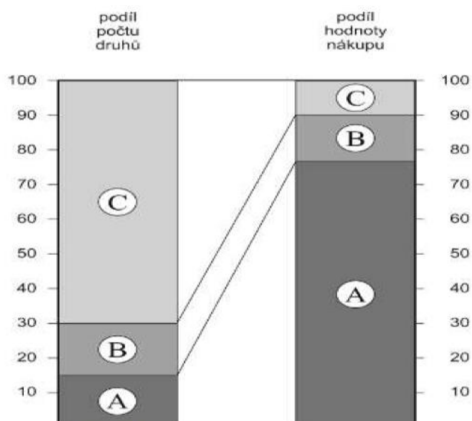 podíl
počtu
druhů
podíl
hodnoty
nákupu
100 100
90 C 90
80 B 80
70 70
60 C 60
50 50
40 A 40
30 30
20 B 20
10 A 10